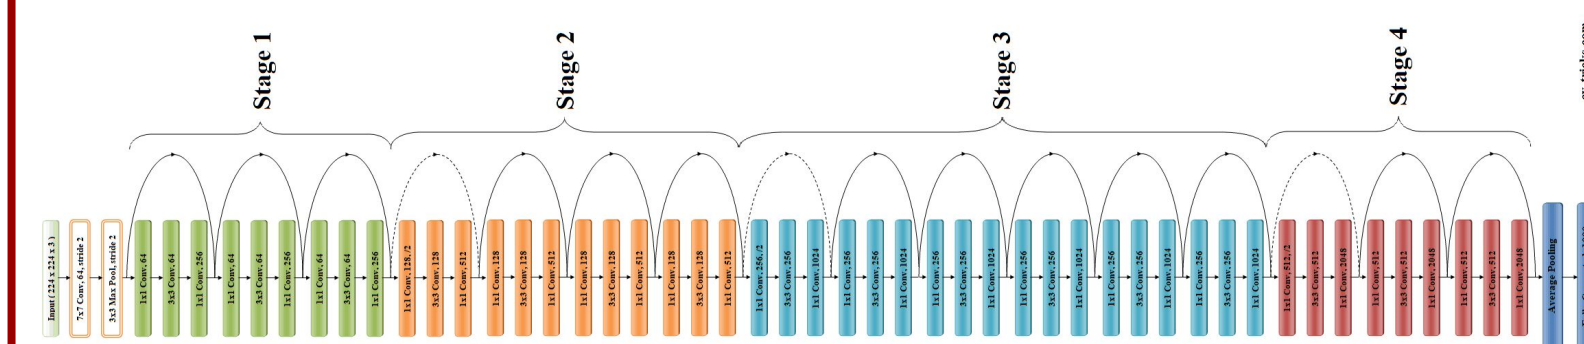 Stage 1
Stage 2
Stage 3
Stage 4
Input ( 224 x 224 x 3 )
7x7 Conv, 64, stride 2
3x3 Max Pool, stride 2
1x1 Conv, 64
3x3 Conv, 64
1x1 Conv, 256
1x1 Conv, 64
3x3 Conv, 64
1x1 Conv, 256
1x1 Conv, 64
3x3 Conv, 64
1x1 Conv, 256
1x1 Conv, 128, /2
3x3 Conv, 128
1x1 Conv, 512
1x1 Conv, 128
3x3 Conv, 128
1x1 Conv, 512
1x1 Conv, 128
3x3 Conv, 128
1x1 Conv, 512
1x1 Conv, 128
3x3 Conv, 128
1x1 Conv, 512
1x1 Conv, 256, /2
3x3 Conv, 256
1x1 Conv, 1024
1x1 Conv, 256
3x3 Conv, 256
1x1 Conv, 1024
1x1 Conv, 256
3x3 Conv, 256
1x1 Conv, 1024
1x1 Conv, 256
3x3 Conv, 256
1x1 Conv, 1024
1x1 Conv, 256
3x3 Conv, 256
1x1 Conv, 1024
1x1 Conv, 256
3x3 Conv, 256
1x1 Conv, 1024
1x1 Conv, 512, /2
3x3 Conv, 512
1x1 Conv, 2048
1x1 Conv, 512
3x3 Conv, 512
1x1 Conv, 2048
1x1 Conv, 512
3x3 Conv, 512
1x1 Conv, 2048
Average Pooling